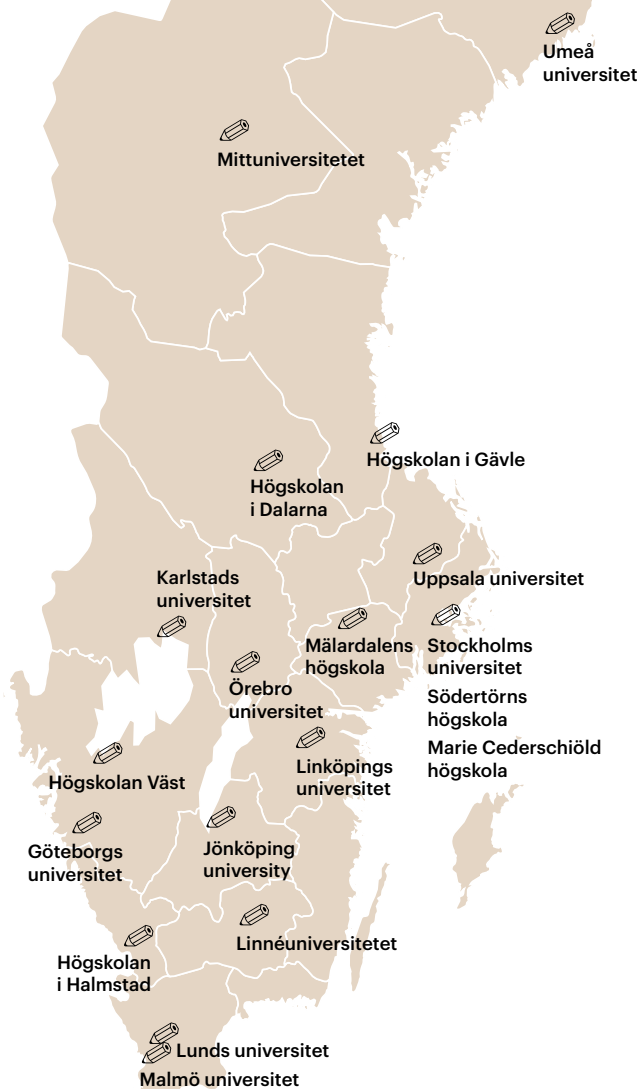 Umeå
universitet
Mittuniversitetet
Högskolan i Gävle
Högskolan
i Dalarna
Uppsala universitet
Karlstads
universitet
Mälardalens
högskola
Stockholms
universitet
Södertörns
högskola
Marie Cederschiöld
högskola
Örebro
universitet
Linköpings
universitet
Högskolan Väst
Göteborgs
universitet
Jönköping
university
Linnéuniversitetet
Högskolan
i Halmstad
Lunds universitet
Malmö universitet